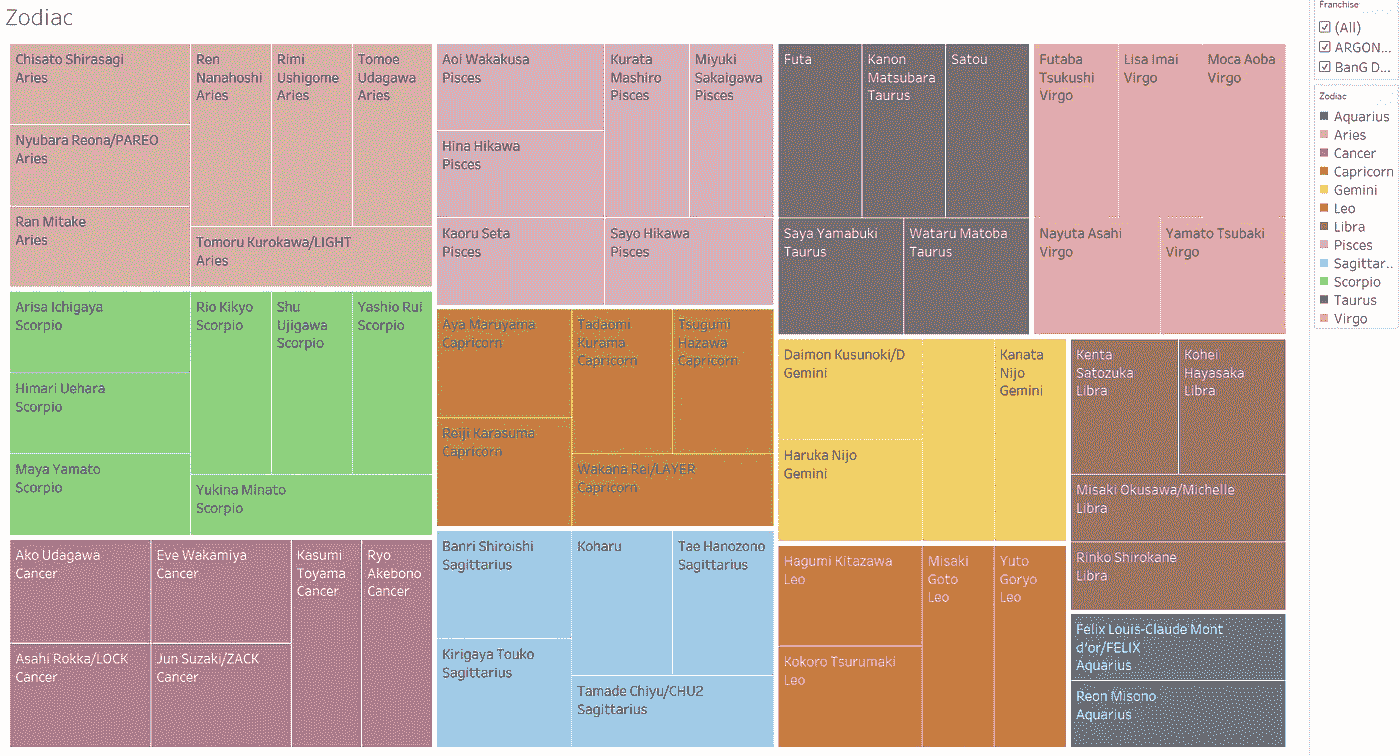 Zodiac
Chisato Shirasagi
Aries
Nyubara Reona/PAREO
Aries
Ran Mitake
Aries
Ren
Nanahoshi
Aries
Rimi
Ushigome
Aries
Tomoe
Udagawa
Aries
Tomoru Kurokawa/LIGHT
Aries
Aoi Wakakusa
Pisces
Hina Hikawa
Pisces
Kurata
Mashiro
Pisces
Miyuki
Sakaigawa
Pisces
Kaoru Seta
Pisces
Sayo Hikawa
Pisces
Futa
Kanon
Matsubara
Taurus
Satou
Saya Yamabuki
Taurus
Wataru Matoba
Taurus
Futaba
Tsukushi
Virgo
Lisa Imai
Virgo
Moca Aoba
Virgo
Nayuta Asahi
Virgo
Yamato Tsubaki
Virgo
Arisa Ichigaya
Scorpio
Himari Uehara
Scorpio
Maya Yamato
Scorpio
Rio Kikyo
Scorpio
Shu
Ujigawa
Scorpio
Yashio Rui
Scorpio
Yukina Minato
Scorpio
Aya Maruyama
Capricorn
Reiji Karasuma
Capricorn
Tadaomi
Kurama
Capricorn
Tsugumi
Hazawa
Capricorn
Wakana Rei/LAYER
Capricorn
Daimon Kusunoki/D
Gemini
Haruka Nijo
Gemini
Kanata
Nijo
Gemini
Kenta
Satozuka
Libra
Kohei
Hayasaka
Libra
Misaki Okusawa/Michelle
Libra
Rinko Shirokane
Libra
Ako Udagawa
Cancer
Eve Wakamiya
Cancer
Kasumi
Toyama
Cancer
Ryo
Akebono
Cancer
Asahi Rokka/LOCK
Cancer
Jun Suzaki/ZACK
Cancer
Banri Shiroishi
Sagittarius
Koharu
Tae Hanozono
Sagittarius
Kirigaya Touko
Sagittarius
Tamade Chiyu/CHU2
Sagittarius
Hagumi Kitazawa
Leo
Kokoro Tsurumaki
Leo
Misaki
Goto
Leo
Yuto
Goryo
Leo
Felix Louis-Claude Mont
d'or/FELIX
Aquarius
Reon Misono
Aquarius
Franchise
(All)
ARGON...
BanG D...
Zodiac
Aquarius
Aries
Cancer
Capricorn
Gemini
Leo
Libra
Pisces
Sagittar..
Scorpio
Taurus
Virgo